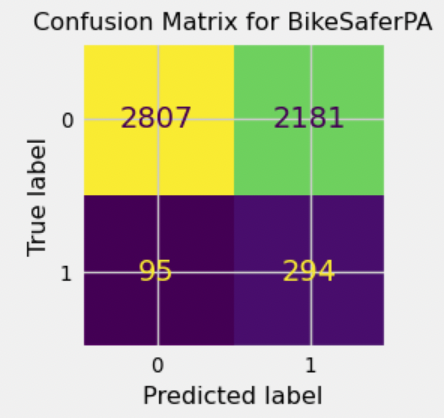 Confusion Matrix for BikeSaferPA
0 2807 2181
True label
1 95 294
0 1
Predicted label